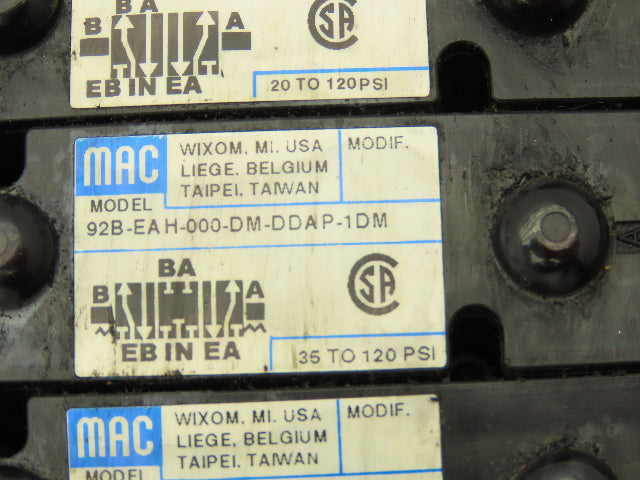 B A
B A
EB IN EA
SA
20 TO 120 PSI
MAC
WIXOM, MI. USA
LIEGE, BELGIUM
TAIPEI, TAIWAN
MODIF.
MODEL
92B-EAH-000-DM-DDAP-1DM
BA
B A
EB IN EA
SA
35 TO 120 PSI
MAC
WIXOM, MI. USA
LIEGE, BELGIUM
TAIPEI, TAIWAN
MODIF.
MODEL